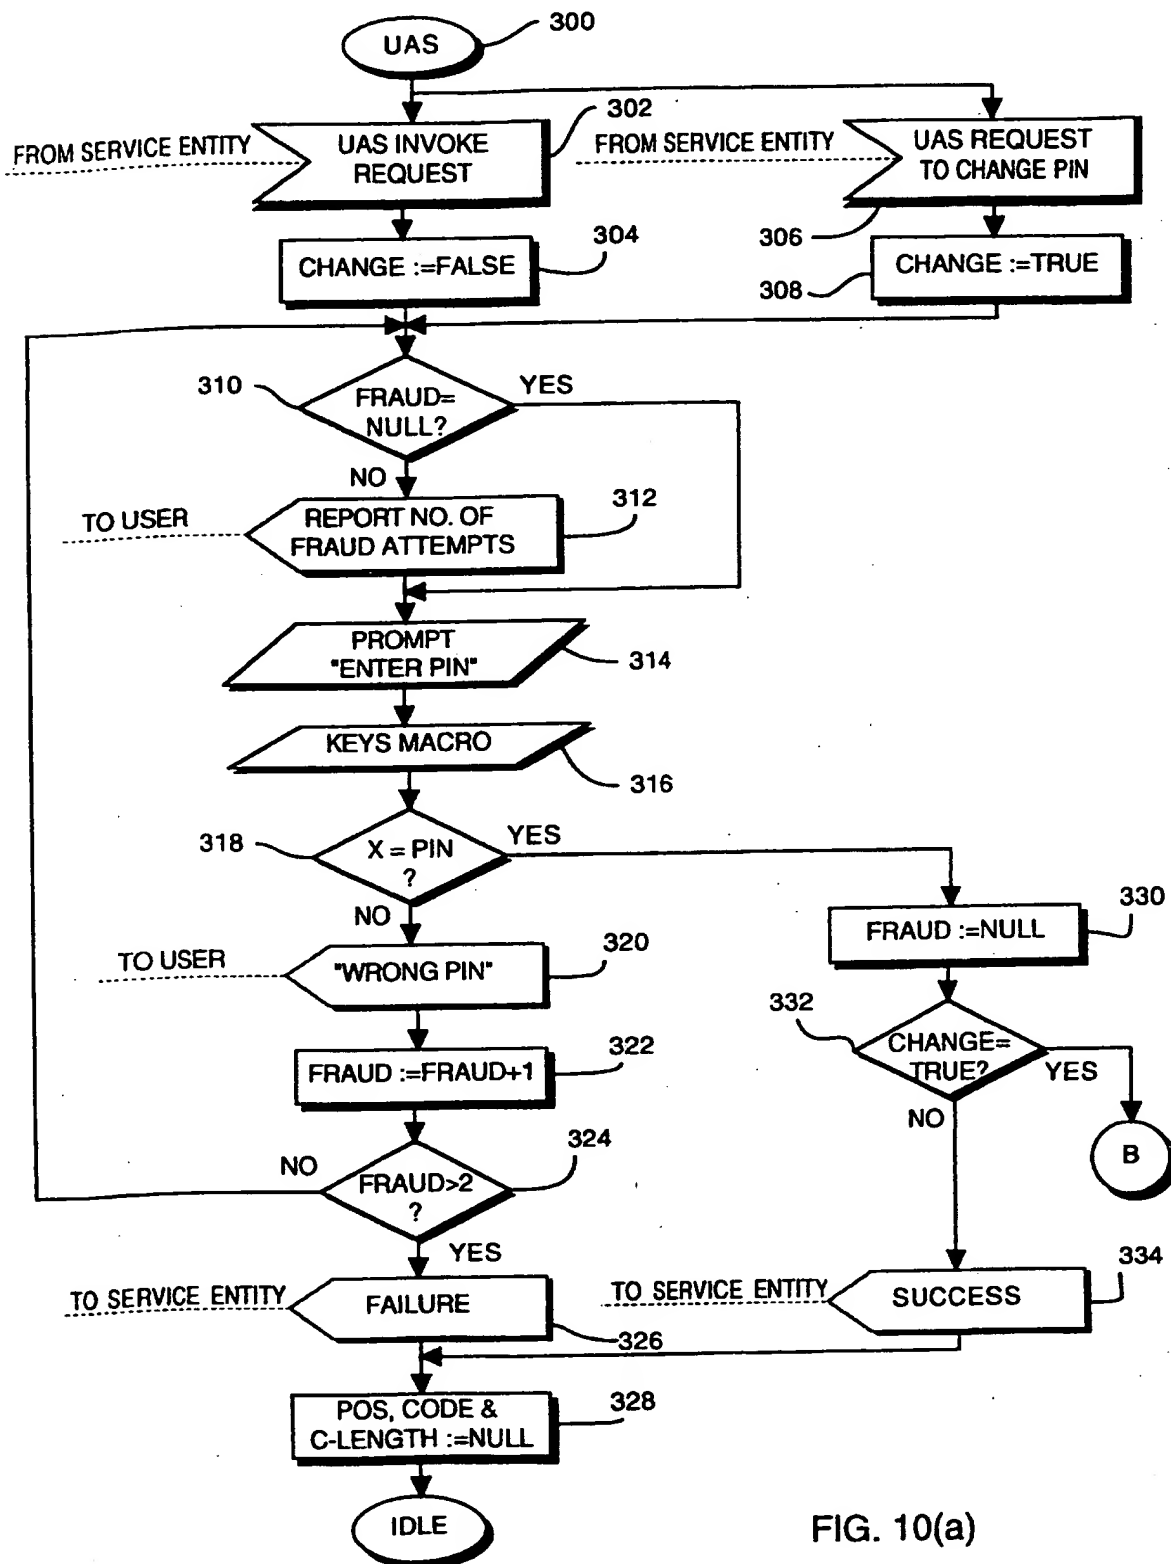 UAS
300
302
FROM SERVICE ENTITY
UAS INVOKE
REQUEST
FROM SERVICE ENTITY
UAS REQUEST
TO CHANGE PIN
306
304
CHANGE :=FALSE
308
CHANGE :=TRUE
310
FRAUD=
NULL?
YES
NO
312
TO USER
REPORT NO. OF
FRAUD ATTEMPTS
PROMPT
"ENTER PIN"
314
KEYS MACRO
316
318
X = PIN
?
YES
NO
330
FRAUD :=NULL
TO USER
"WRONG PIN"
320
332
CHANGE=
TRUE?
YES
NO
B
322
FRAUD :=FRAUD+1
324
NO
FRAUD>2
?
YES
TO SERVICE ENTITY
FAILURE
326
TO SERVICE ENTITY
SUCCESS
334
POS, CODE &
C-LENGTH :=NULL
328
IDLE
FIG. 10(a)